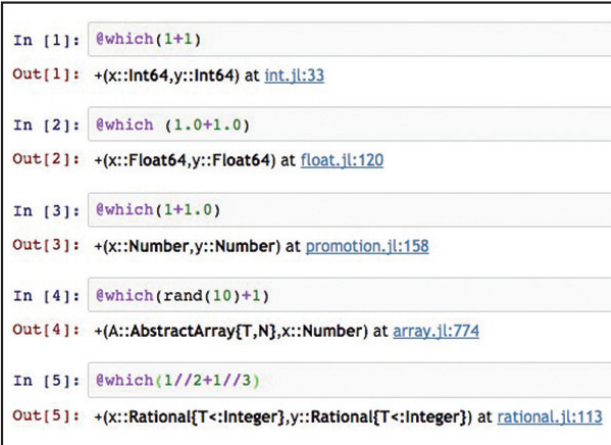 In [1]: @which(1+1)
Out[1]: +(x::Int64,y::Int64) at int.jl:33
In [2]: @which (1.0+1.0)
Out[2]: +(x::Float64,y::Float64) at float.jl:120
In [3]: @which(1+1.0)
Out[3]: +(x::Number,y::Number) at promotion.jl:158
In [4]: @which(rand(10)+1)
Out[4]: +(A::AbstractArray{T,N},x::Number) at array.jl:774
In [5]: @which(1//2+1//3)
Out[5]: +(x::Rational{T<:Integer},y::Rational{T<:Integer}) at rational.jl:113